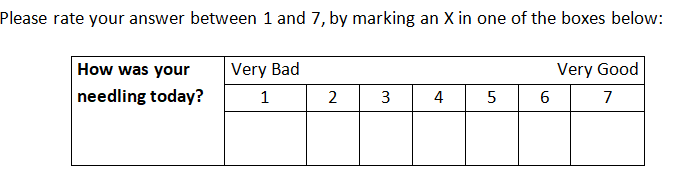 Please rate your answer between 1 and 7, by marking an X in one of the boxes below:
How was your needling today?
Very Bad Very Good
1 2 3 4 5 6 7